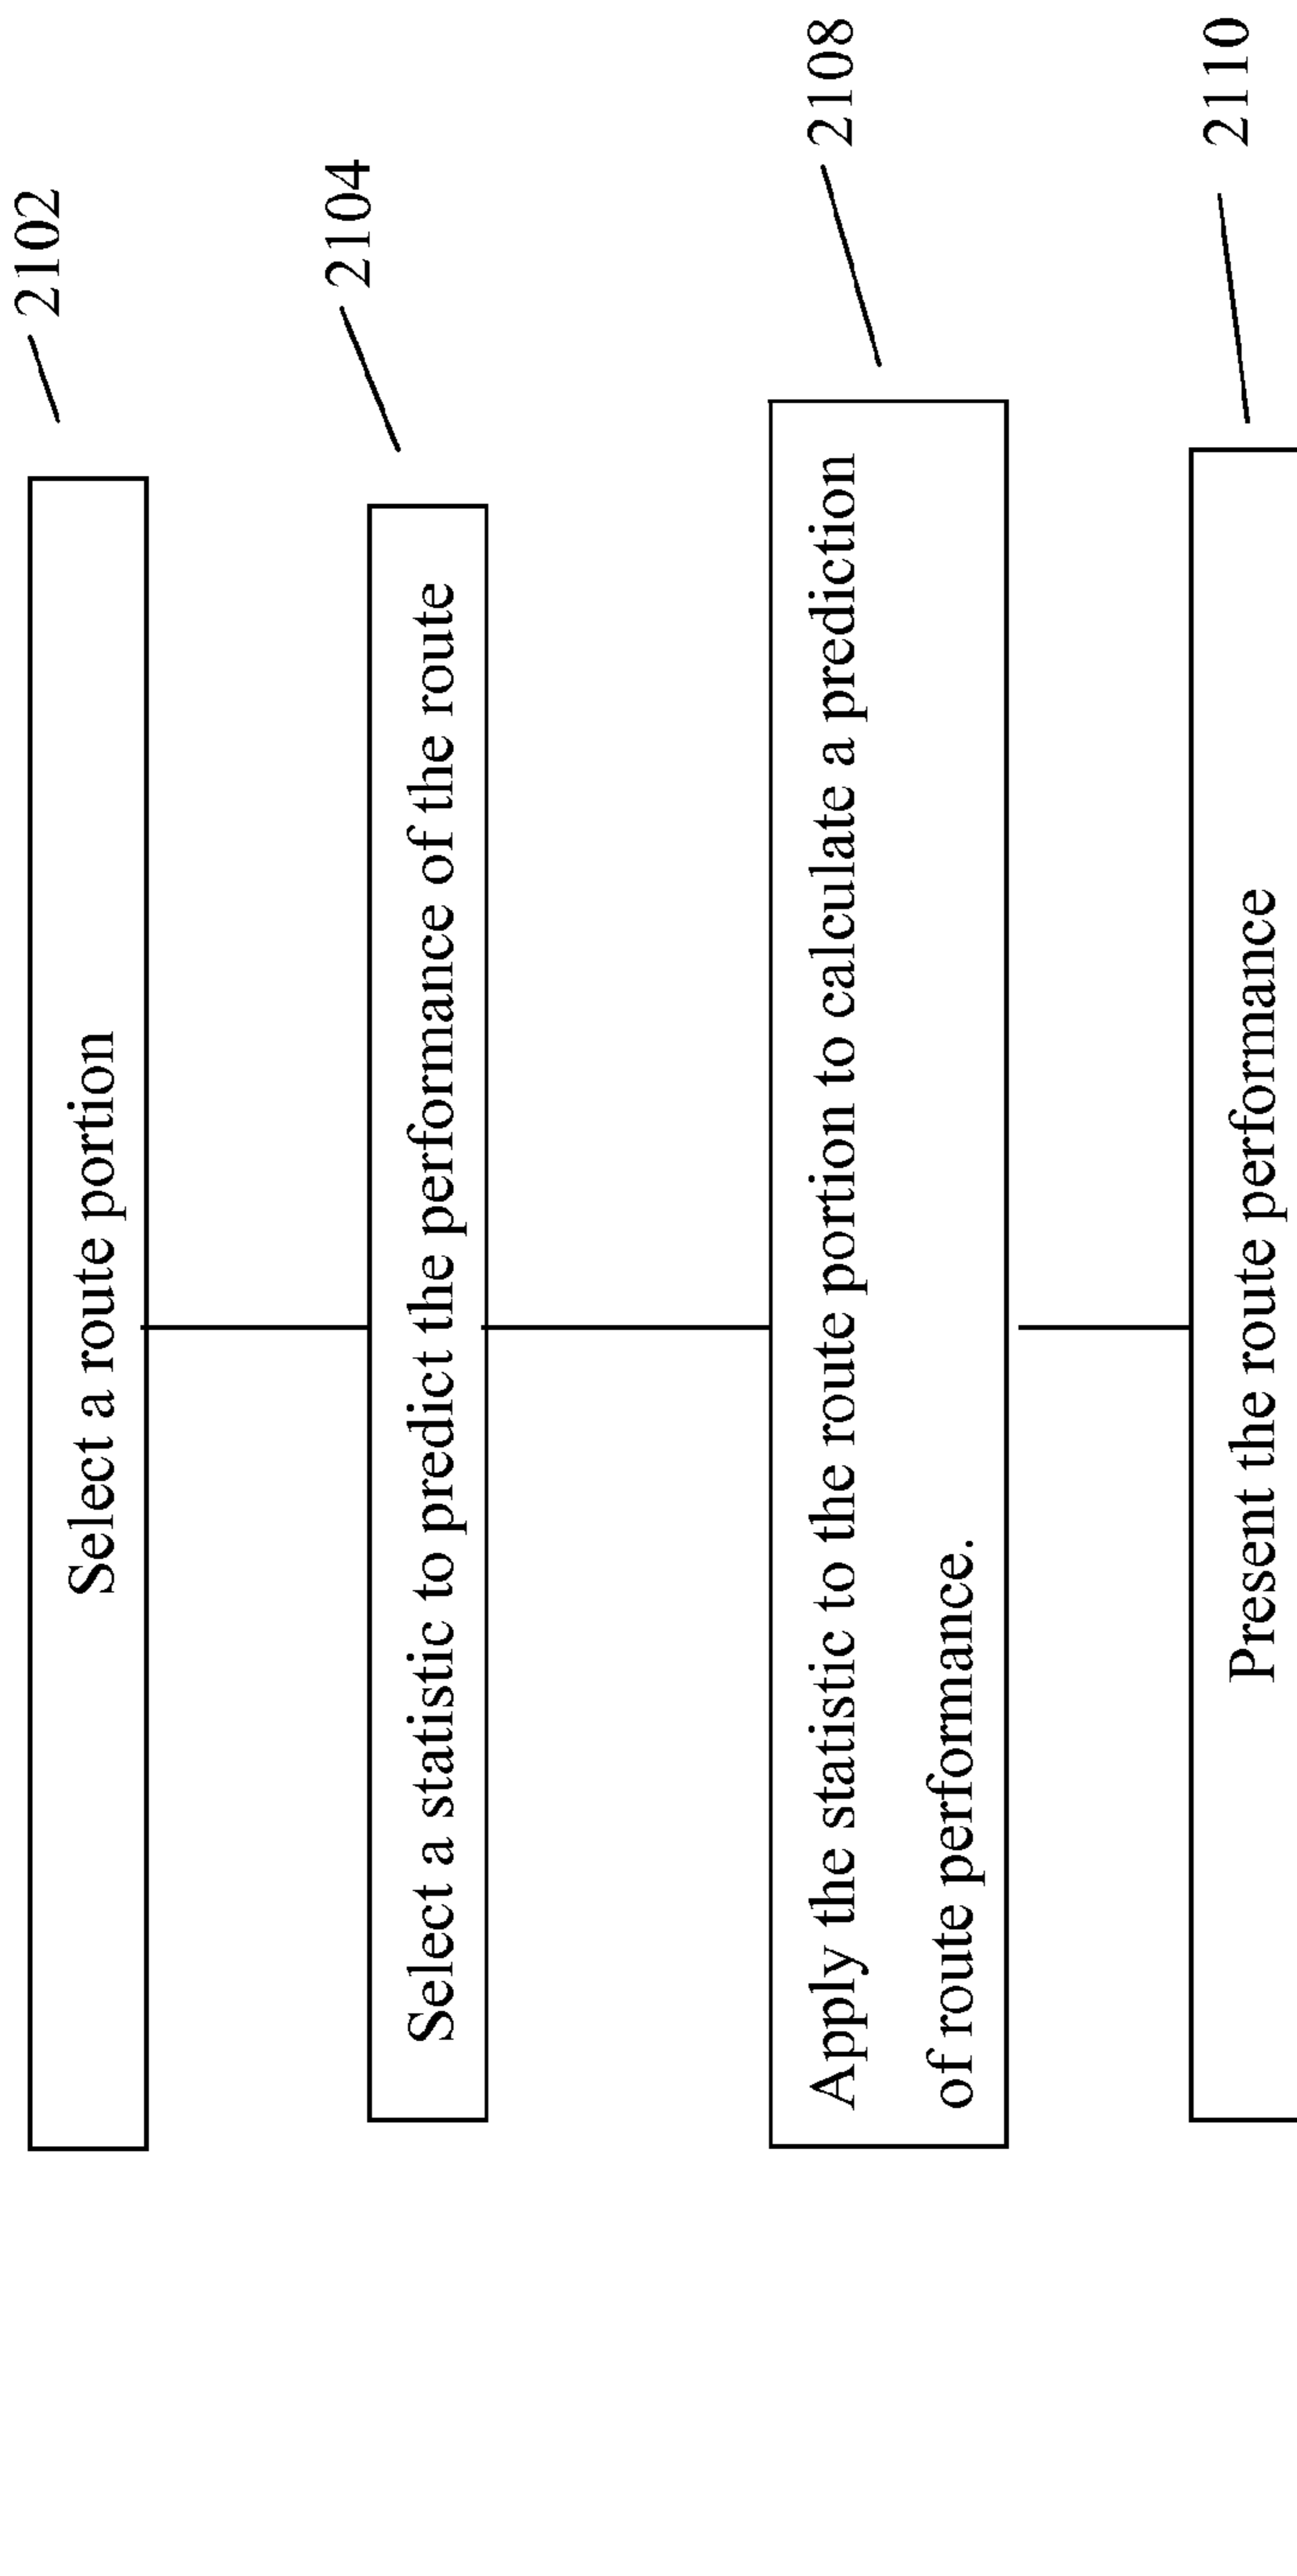 2102
Select a route portion
2104
Select a statistic to predict the performance of the route
2108
Apply the statistic to the route portion to calculate a prediction
of route performance.
2110
Present the route performance